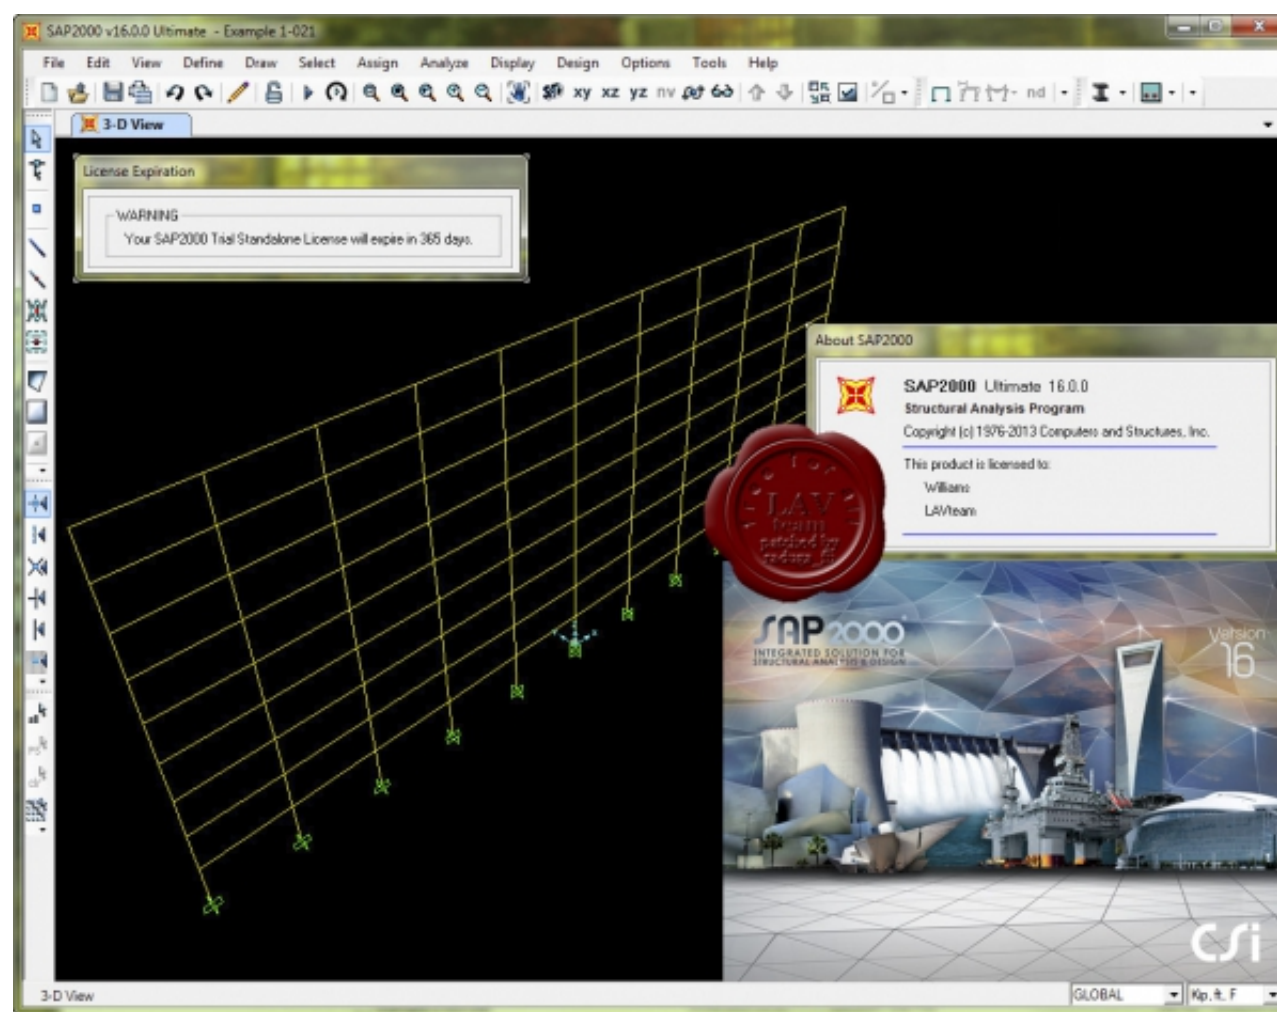 SAP2000 v16.0.0 Ultimate - Example 1-021
File Edit View Define Draw Select Assign Analyze Display Design Options Tools Help
xy xz yz nv nd
3-D View
License Expiration
WARNING
Your SAP2000 Trial Standalone License will expire in 365 days.
About SAP2000
SAP2000 Ultimate 16.0.0
Structural Analysis Program
Copyright (c) 1976-2013 Computers and Structures, Inc.
This product is licensed to:
Williams
LAVteam
LAV
team
patched by
SAP2000
INTEGRATED SOLUTION FOR
STRUCTURAL ANALYSIS & DESIGN
Version
16
CSi
3-D View
GLOBAL
Kip, ft, F